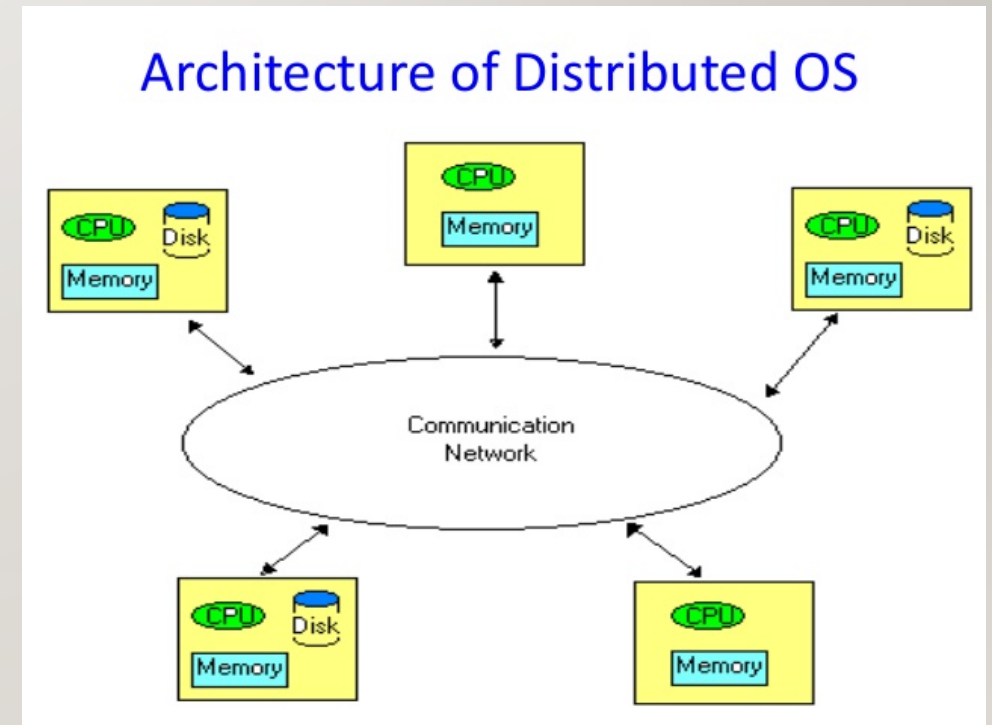 Architecture of Distributed OS
CPU
Memory
CPU
Disk
Memory
CPU
Disk
Memory
Communication
Network
CPU
Disk
Memory
CPU
Memory